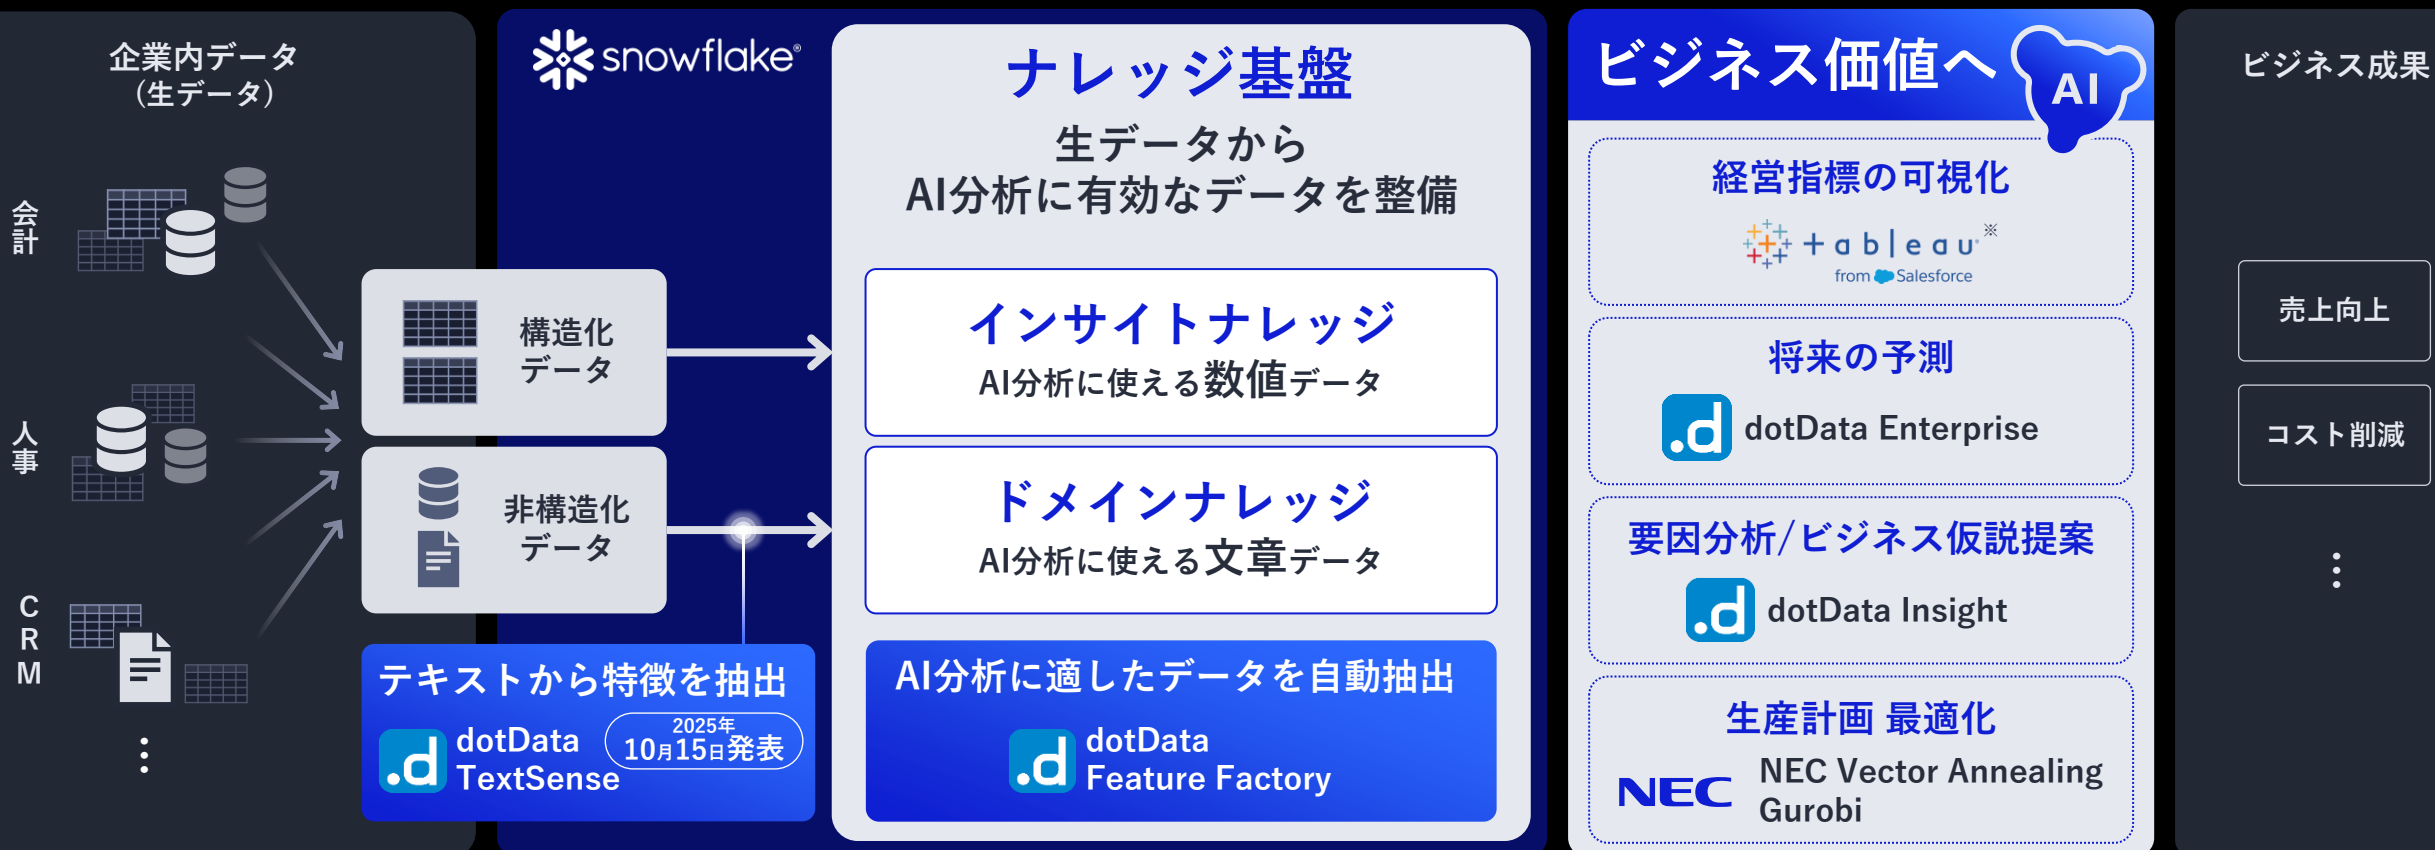 企業内データ
(生データ)
会計
人事
CRM
構造化
データ
非構造化
データ
テキストから特徴を抽出
.d dotData
TextSense
2025年
10月15日発表
snowflake®
ナレッジ基盤
生データから
AI分析に有効なデータを整備
インサイトナレッジ
AI分析に使える数値データ
ドメインナレッジ
AI分析に使える文章データ
AI分析に適したデータを自動抽出
.d dotData
Feature Factory
ビジネス価値へ
AI
経営指標の可視化
+ableau®※
from Salesforce
将来の予測
.d dotData Enterprise
要因分析/ビジネス仮説提案
.d dotData Insight
生産計画 最適化
NEC NEC Vector Annealing
Gurobi
ビジネス成果
売上向上
コスト削減